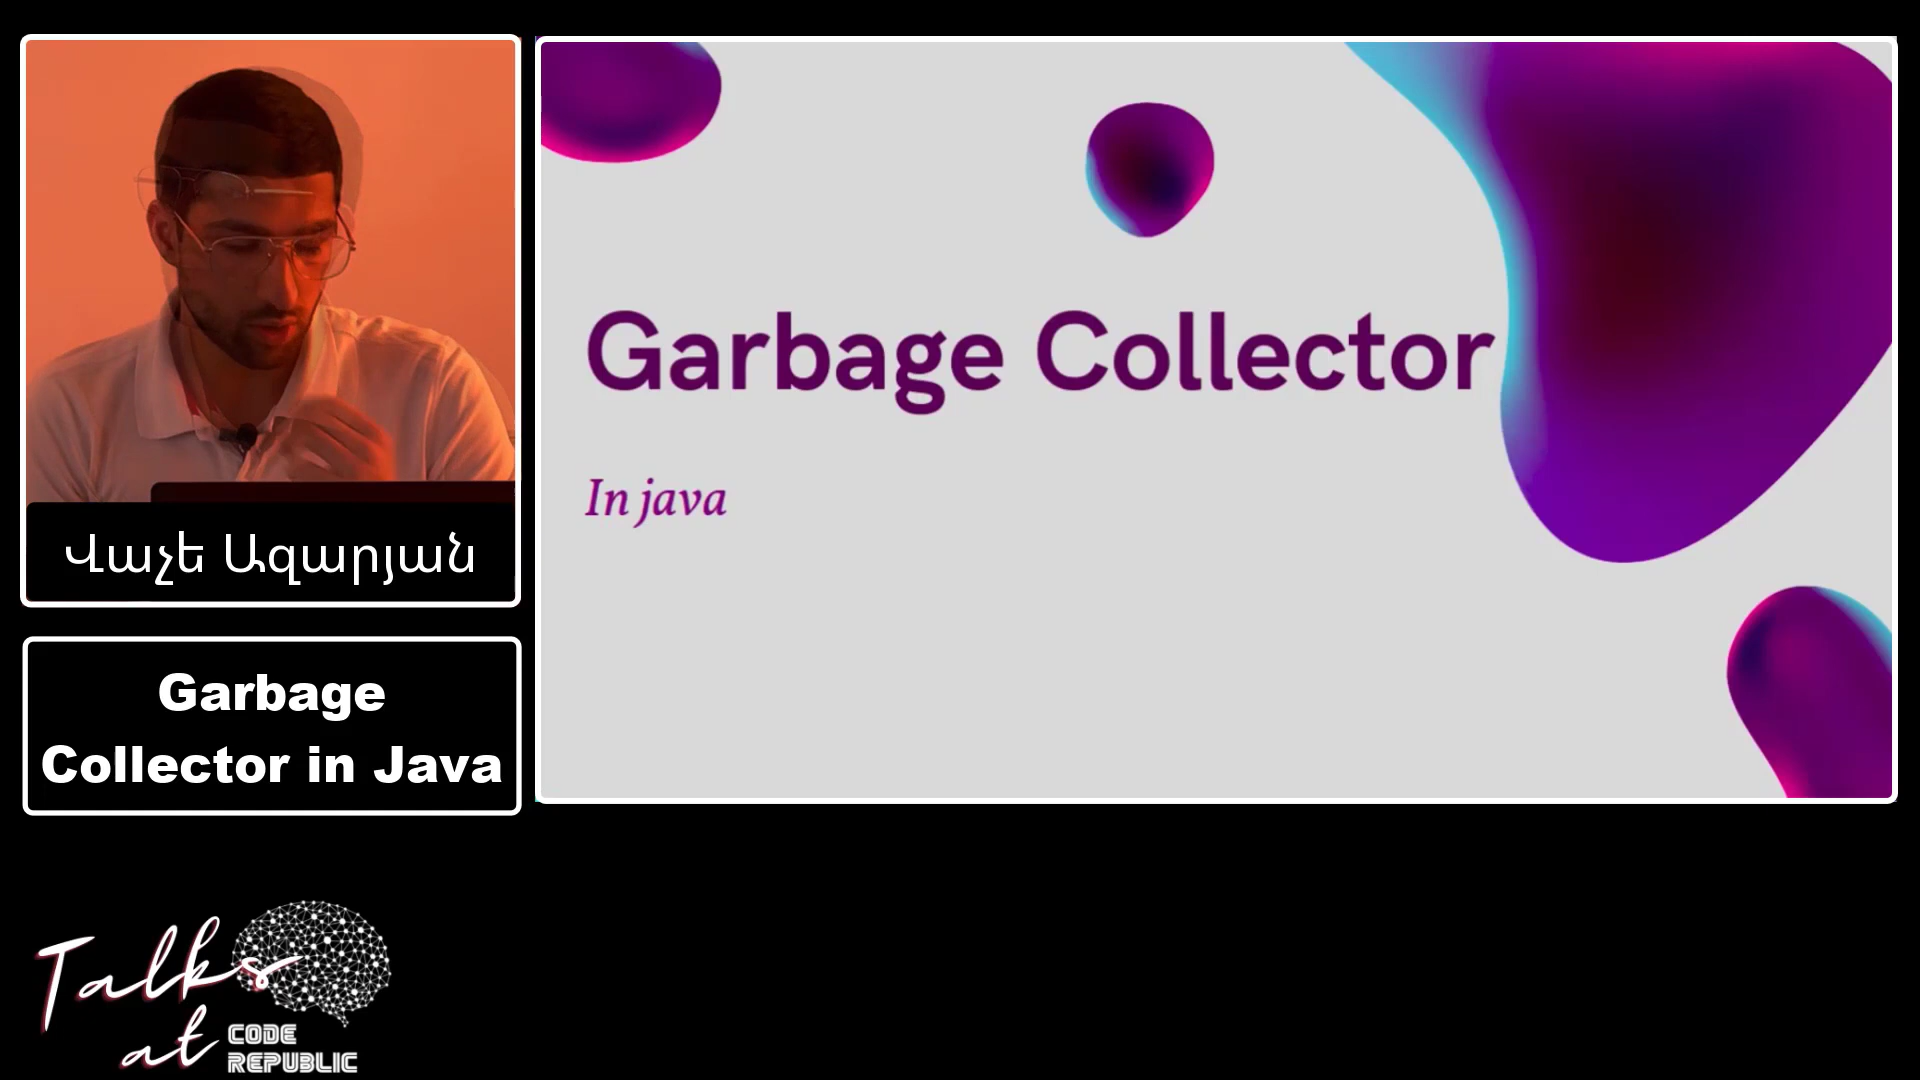 Վաչե Ազարյան
Garbage
Collector in Java
Garbage Collector
In java
Talks
at
CODE
REPUBLIC